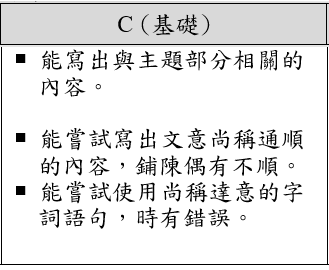 C（基礎）
■ 能寫出與主題部分相關的
內容。
■ 能嘗試寫出文意尚稱通順
的內容，鋪陳偶有不順。
■ 能嘗試使用尚稱達意的字
詞語句，時有錯誤。